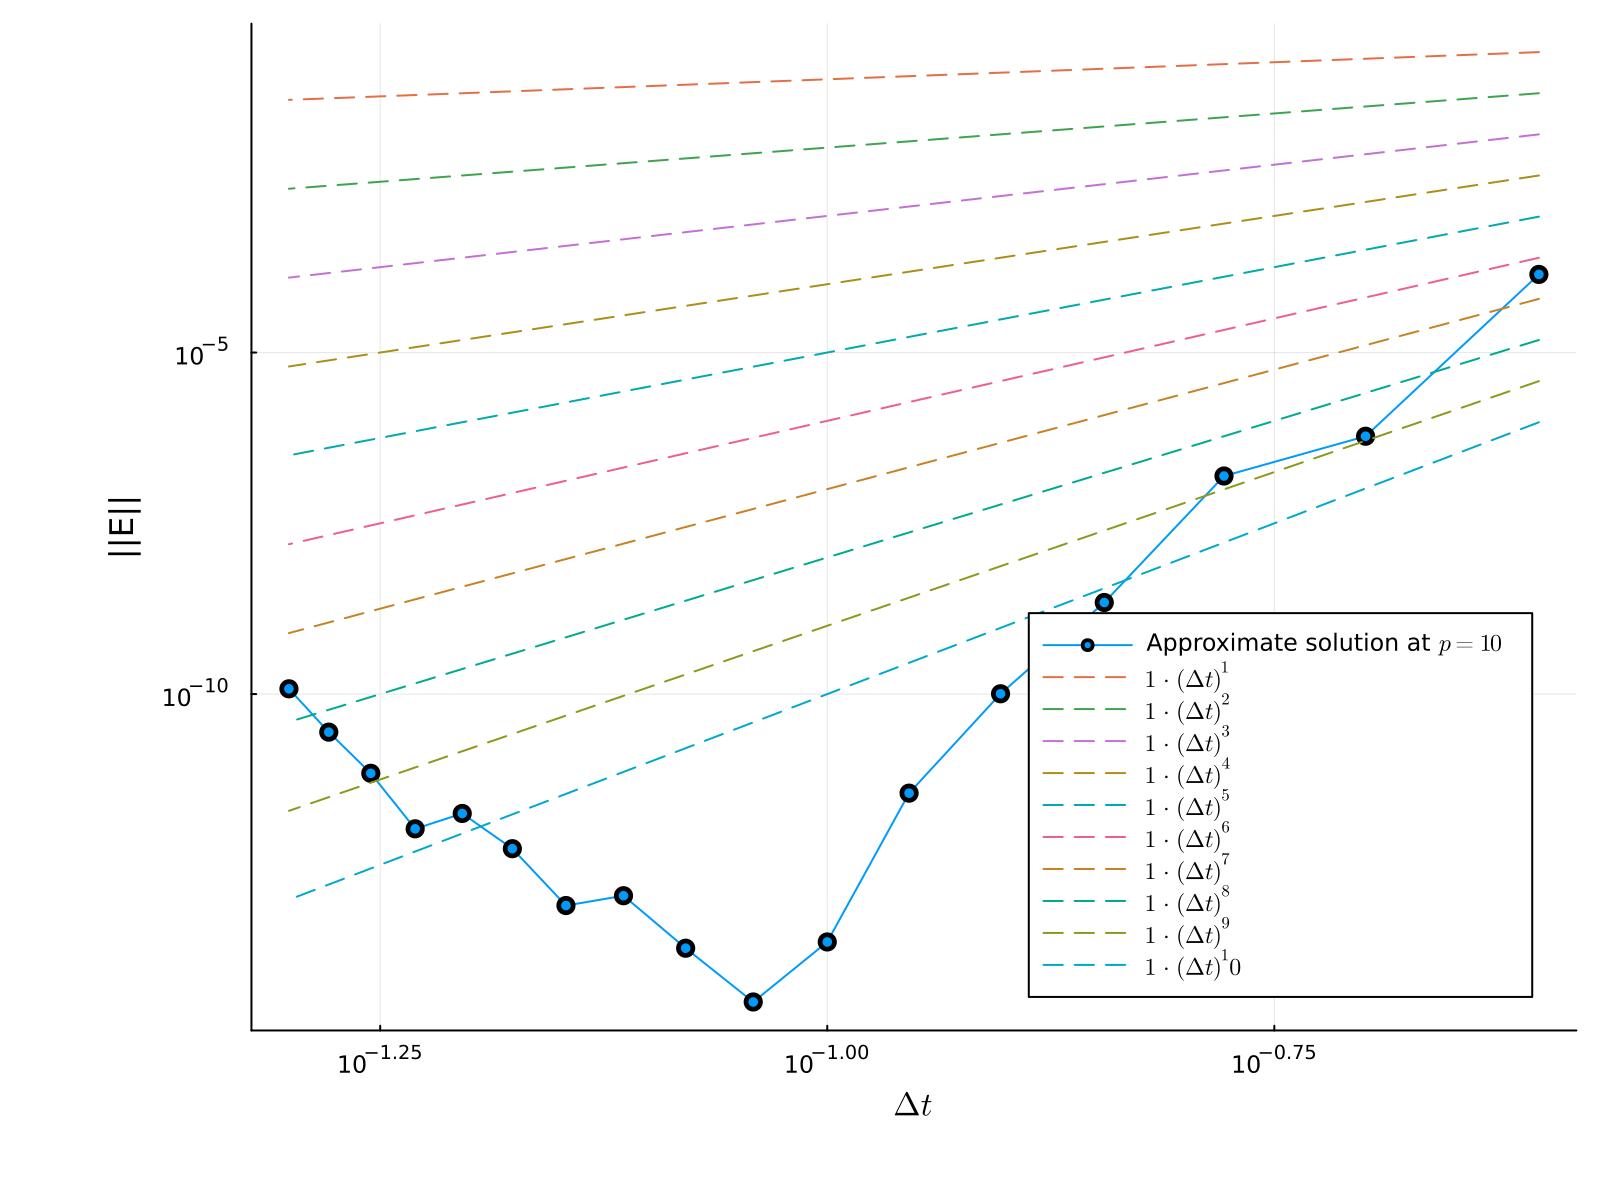 10⁻⁵
||E||
10⁻¹⁰
Approximate solution at p = 10
1 · (Δt)¹
1 · (Δt)²
1 · (Δt)³
1 · (Δt)⁴
1 · (Δt)⁵
1 · (Δt)⁶
1 · (Δt)⁷
1 · (Δt)⁸
1 · (Δt)⁹
1 · (Δt)¹0
10⁻¹·²⁵ 10⁻¹·⁰⁰ 10⁻⁰·⁷⁵
Δt